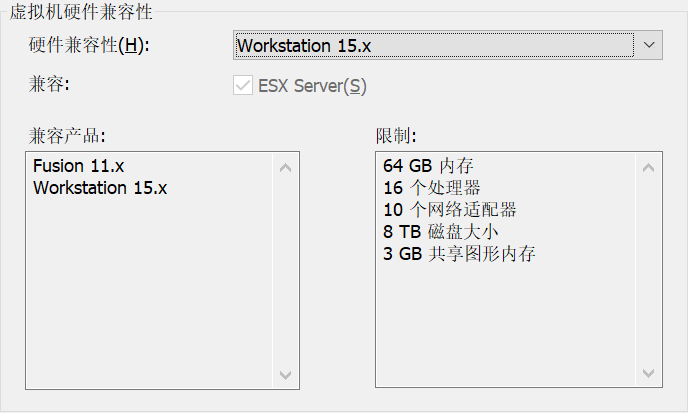 虚拟机硬件兼容性
硬件兼容性(H):
Workstation 15.x
兼容:
ESX Server(S)
兼容产品:
Fusion 11.x
Workstation 15.x
限制:
64 GB 内存
16 个处理器
10 个网络适配器
8 TB 磁盘大小
3 GB 共享图形内存